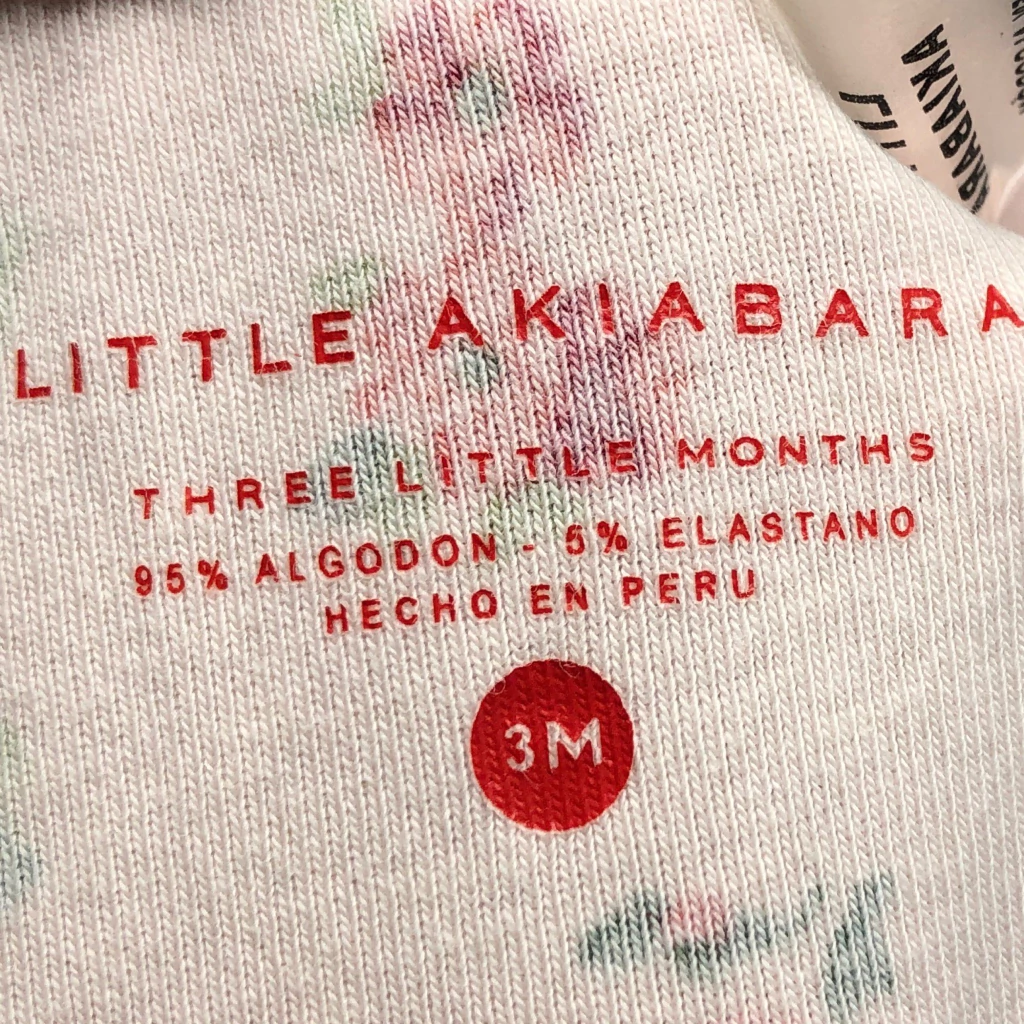 LITTLE AKIABARA
THREE LITTLE MONTHS
95% ALGODON - 5% ELASTANO
HECHO EN PERU
3M